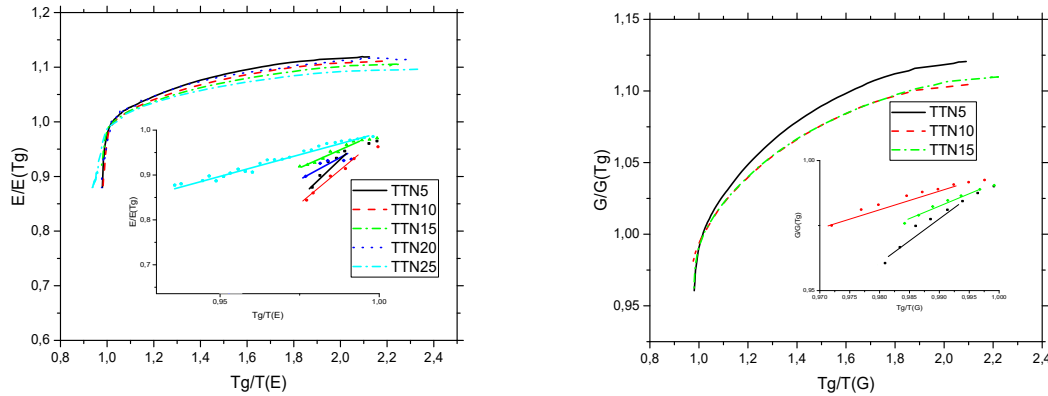 1,2
1,1
1,0
0,9
0,8
0,7
0,6
E/E(Tg)
0,8 1,0 1,2 1,4 1,6 1,8 2,0 2,2 2,4
Tg/T(E)
1,0
0,9
0,8
0,7
E/E(Tg)
0,95 1,00
Tg/T(E)
TTN5
TTN10
TTN15
TTN20
TTN25
1,15
1,10
1,05
1,00
0,95
G/G(Tg)
0,8 1,0 1,2 1,4 1,6 1,8 2,0 2,2
Tg/T(G)
TTN5
TTN10
TTN15
1,00
0,95
G/G(Tg)
0,970 0,975 0,980 0,985 0,990 0,995 1,000
Tg/T(G)